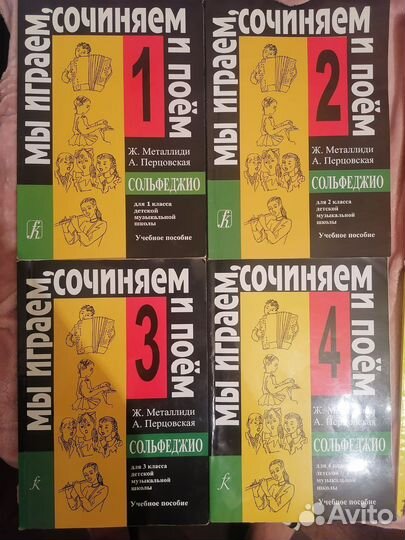 МЫ ИГРАЕМ,
СОЧИНЯЕМ
И ПОЁМ
1
Ж. Металлиди
А. Перцовская
СОЛЬФЕДЖИО
для 1 класса
детской
музыкальной
школы
Учебное пособие
МЫ ИГРАЕМ,
СОЧИНЯЕМ
И ПОЁМ
2
Ж. Металлиди
А. Перцовская
СОЛЬФЕДЖИО
для 2 класса
детской
музыкальной
школы
Учебное пособие
МЫ ИГРАЕМ,
СОЧИНЯЕМ
И ПОЁМ
3
Ж. Металлиди
А. Перцовская
СОЛЬФЕДЖИО
для 3 класса
детской
музыкальной
школы
Учебное пособие
МЫ ИГРАЕМ,
СОЧИНЯЕМ
И ПОЁМ
4
Ж. Металлиди
А. Перцовская
СОЛЬФЕДЖИО
для 4 класса
детской
музыкальной
школы
Учебное пособие
Avito